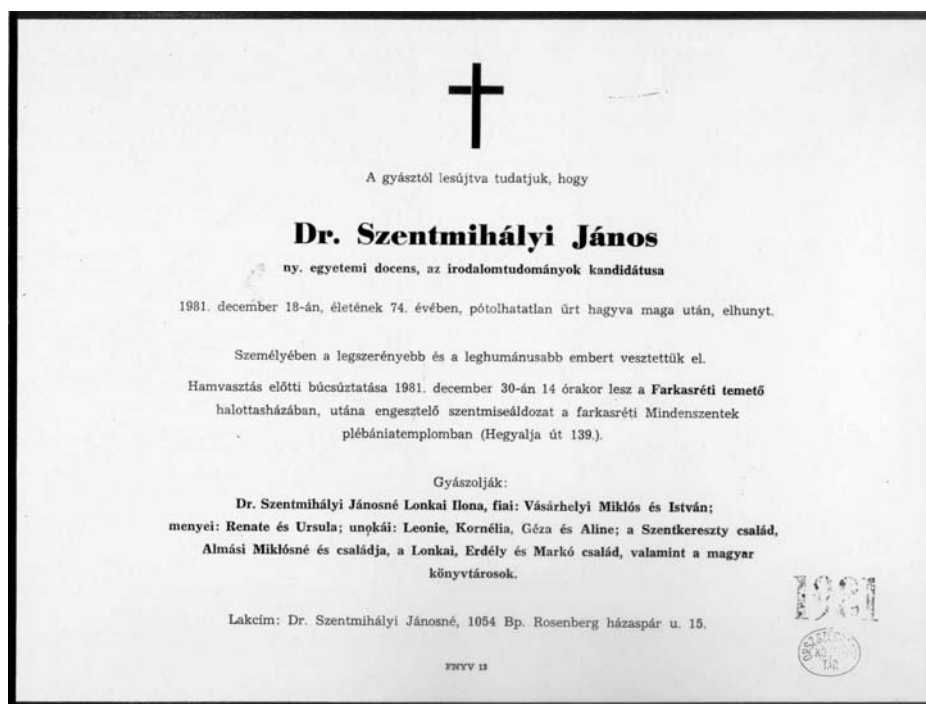 A gyásztól lesújtva tudatjuk, hogy
Dr. Szentmihályi János
ny. egyetemi docens, az irodalomtudományok kandidátusa
1981. december 18-án, életének 74. évében, pótolhatatlan űrt hagyva maga után, elhunyt.
Személyében a legszerényebb és a leghumánusabb embert vesztettük el.
Hamvasztás előtti búcsúztatása 1981. december 30-án 14 órakor lesz a Farkasréti temető
halottasházában, utána engesztelő szentmiseáldozat a farkasréti Mindenszentek
plébániatemplomban (Hegyalja út 139.).
Gyászolják:
Dr. Szentmihályi Jánosné Lonkai Ilona, fiai: Vásárhelyi Miklós és István;
menyei: Renate és Ursula; unokái: Leonie, Kornélia, Géza és Aline; a Szentkereszty család,
Almási Miklósné és családja, a Lonkai, Erdély és Markó család, valamint a magyar
könyvtárosok.
Lakcím: Dr. Szentmihályi Jánosné, 1054 Bp. Rosenberg házaspár u. 15.
1981
FNYV 13